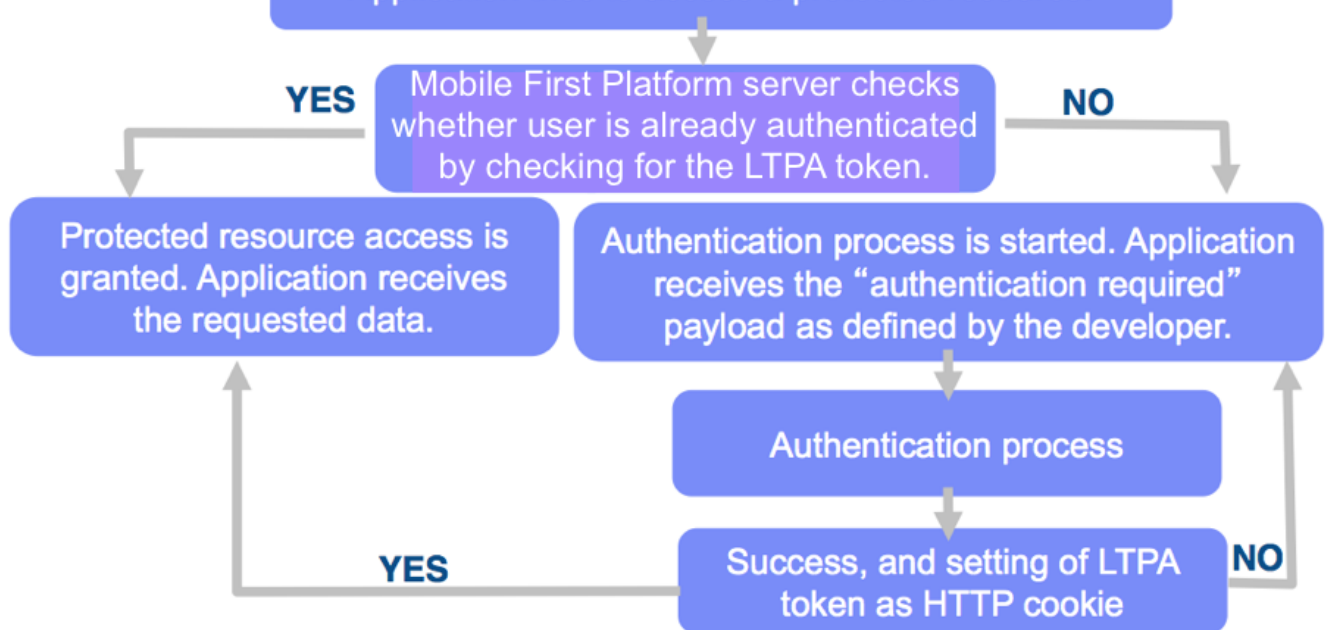 YES
Mobile First Platform server checks
whether user is already authenticated
by checking for the LTPA token.
NO
Protected resource access is
granted. Application receives
the requested data.
Authentication process is started. Application
receives the “authentication required”
payload as defined by the developer.
Authentication process
YES
Success, and setting of LTPA
token as HTTP cookie
NO